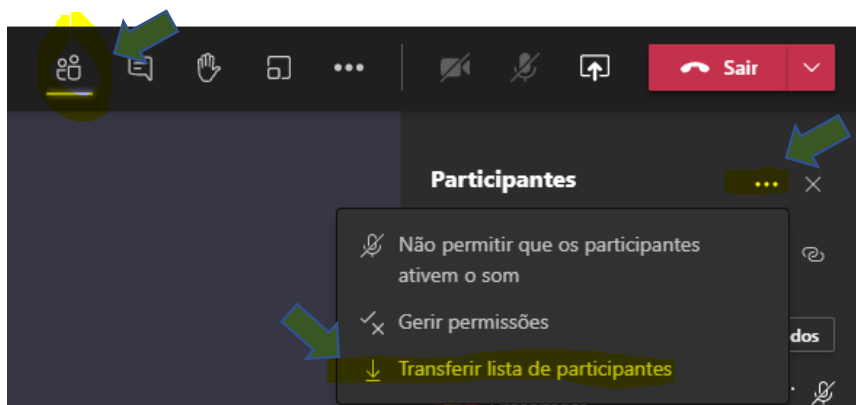 Sair
Participantes
Não permitir que os participantes
ativem o som
Gerir permissões
dos
Transferir lista de participantes